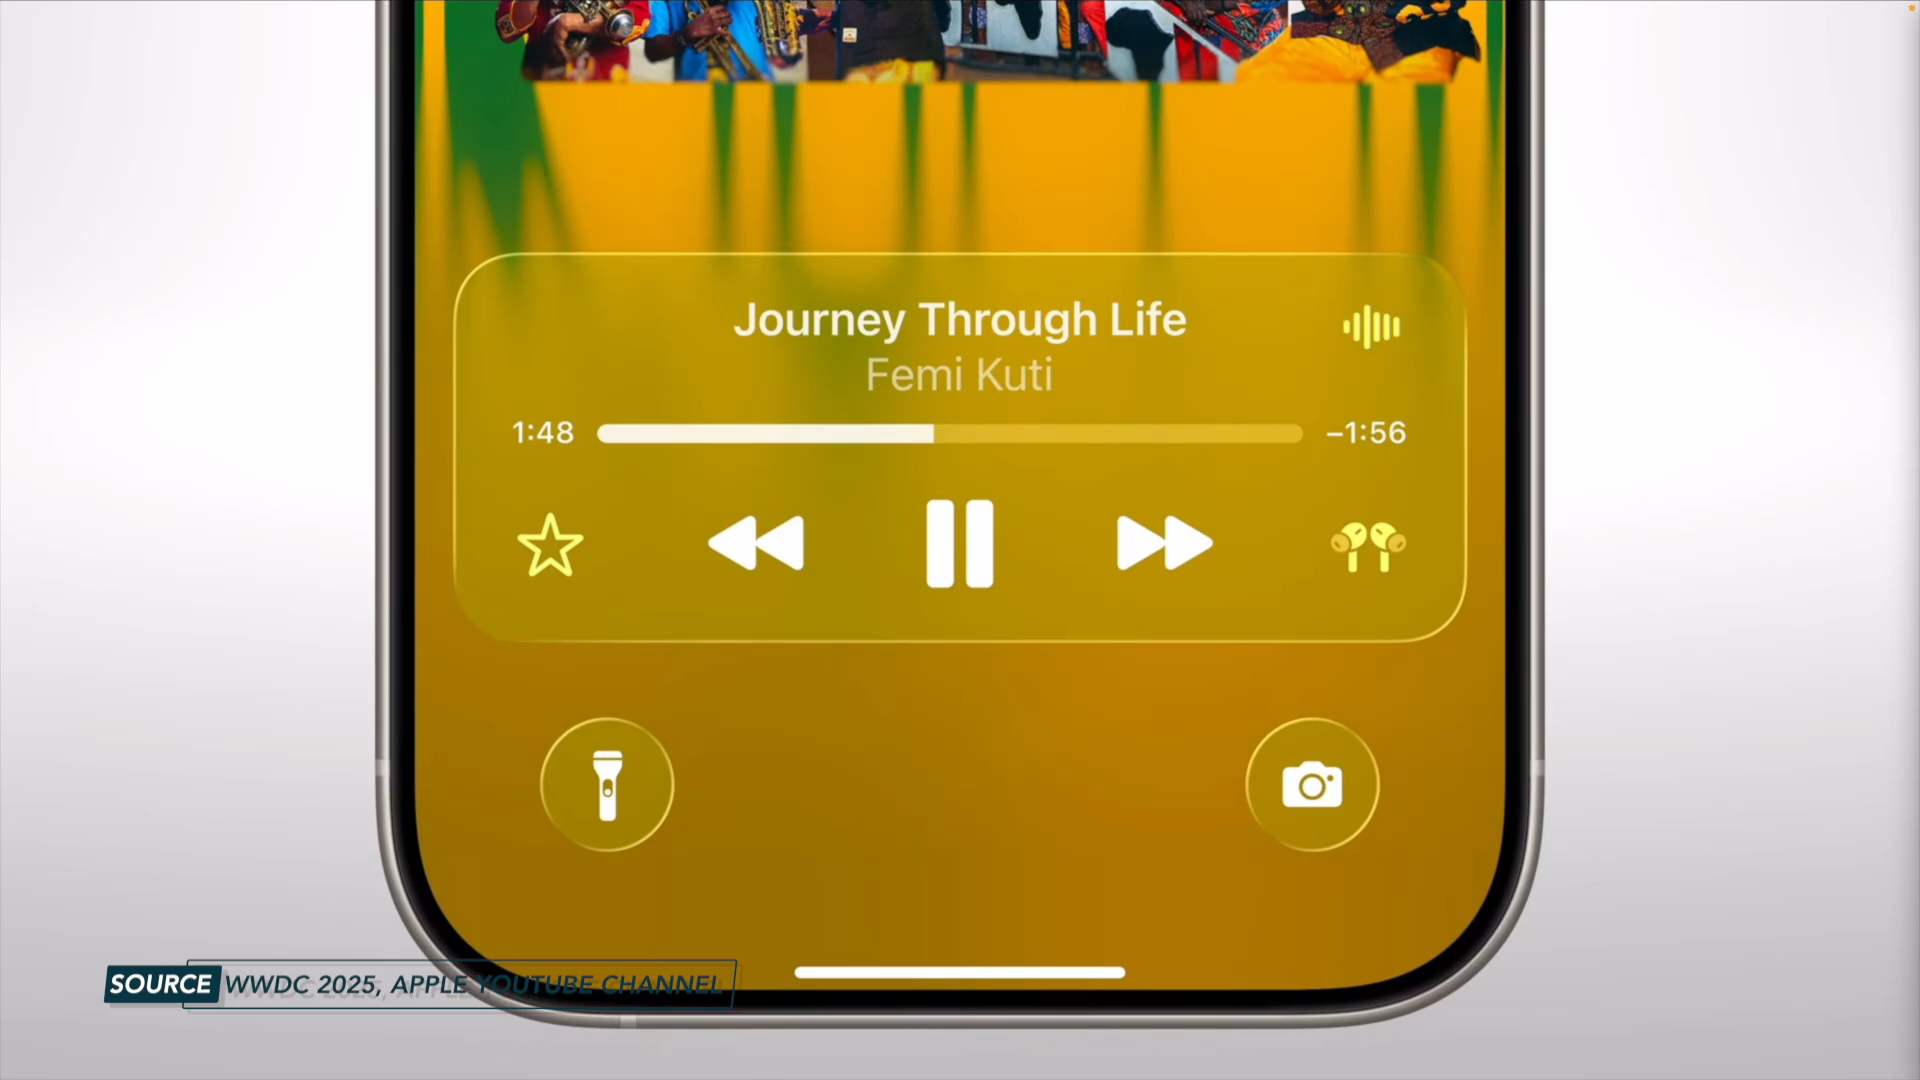 Journey Through Life
Femi Kuti
1:48
–1:56
SOURCE WWDC 2025, APPLE YOUTUBE CHANNEL